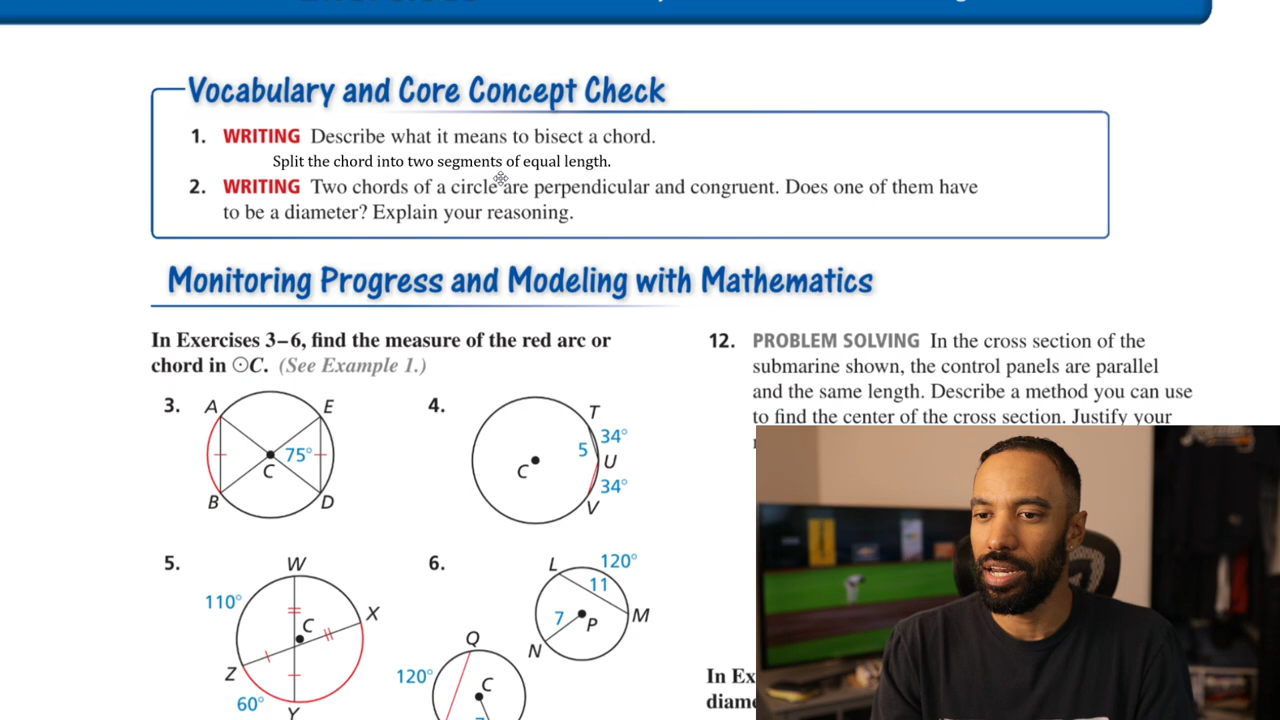 Vocabulary and Core Concept Check
1. WRITING Describe what it means to bisect a chord.
Split the chord into two segments of equal length.
2. WRITING Two chords of a circle are perpendicular and congruent. Does one of them have
to be a diameter? Explain your reasoning.
Monitoring Progress and Modeling with Mathematics
In Exercises 3–6, find the measure of the red arc or
chord in ⊙C. (See Example 1.)
3.
A
E
75°
C
B
D
4.
T
34°
5
U
C
34°
V
5.
W
110°
X
C
Z
60°
Y
6.
L
120°
11
M
7
P
N
Q
120°
C
7
12. PROBLEM SOLVING In the cross section of the
submarine shown, the control panels are parallel
and the same length. Describe a method you can use
to find the center of the cross section. Justify your
In Ex
diame